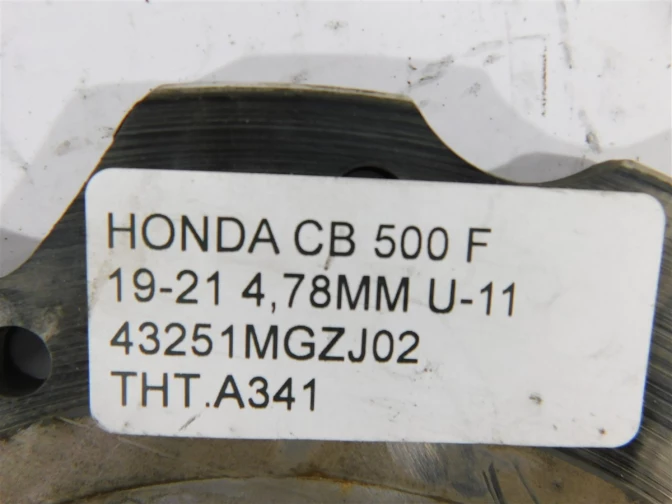 HONDA CB 500 F
19-21 4,78MM U-11
43251MGZJ02
THT.A341